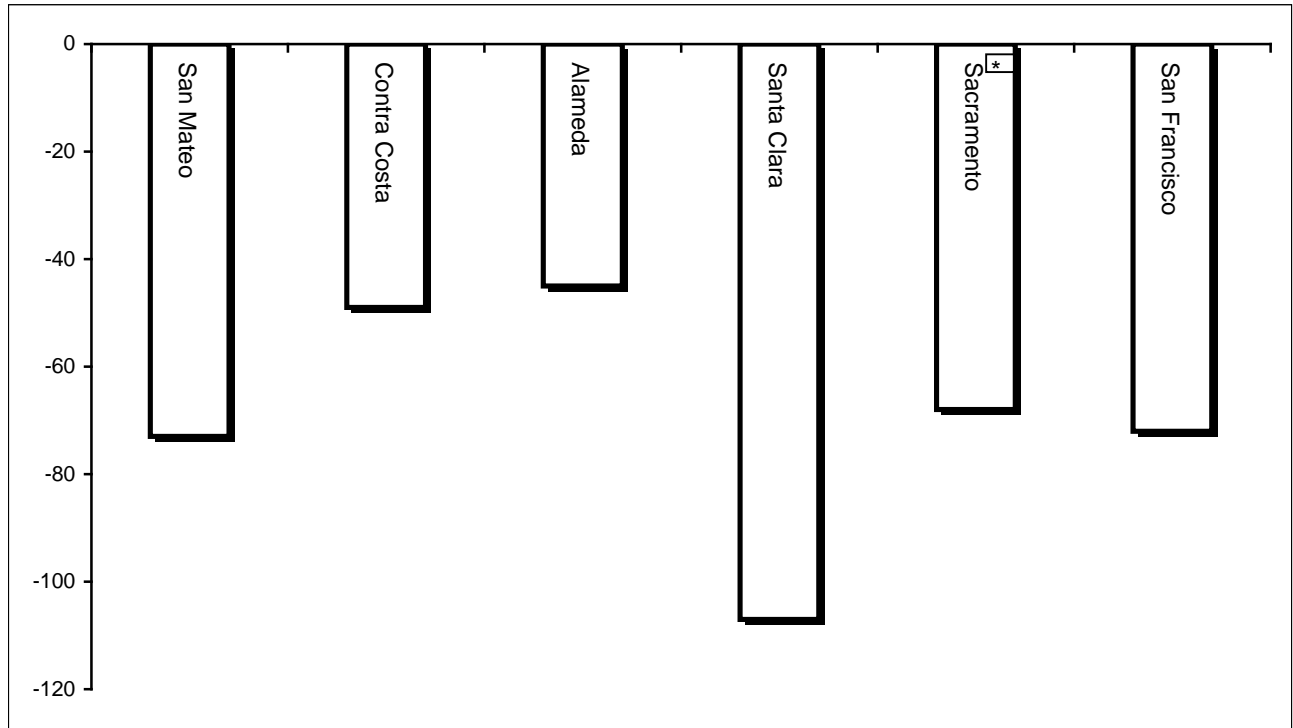 0
-20
-40
-60
-80
-100
-120
San Mateo
Contra Costa
Alameda
Santa Clara
Sacramento
*
San Francisco